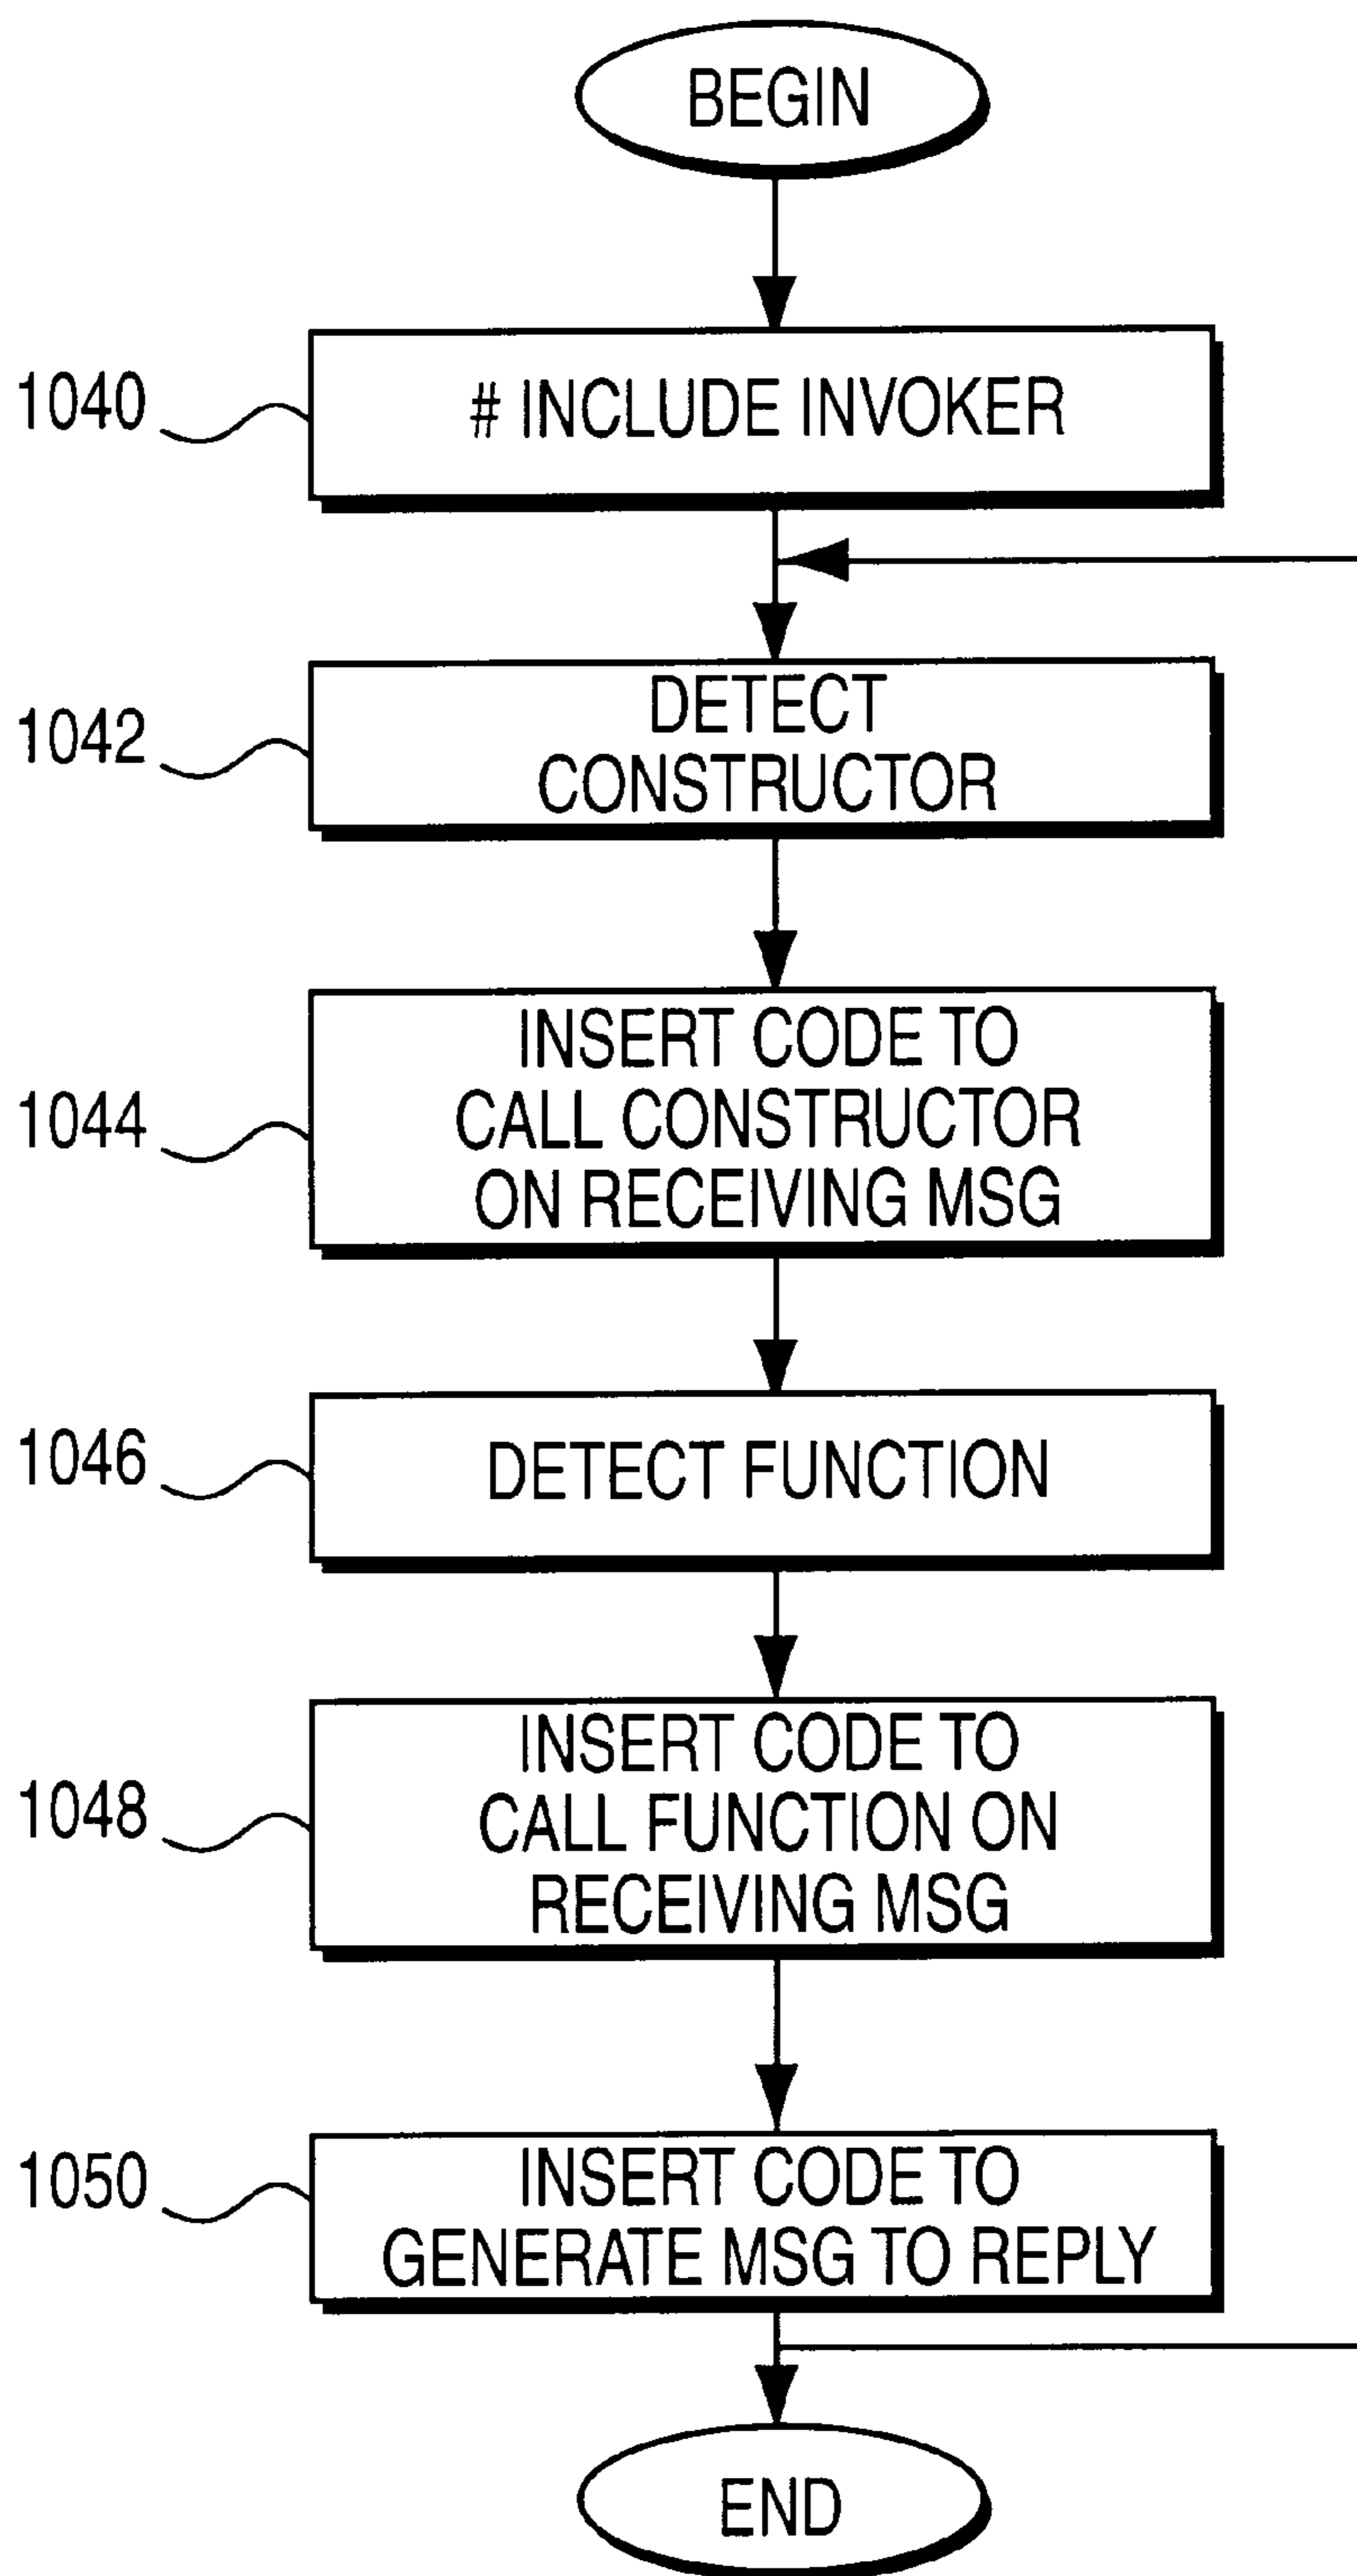 BEGIN
1040
# INCLUDE INVOKER
1042
DETECT
CONSTRUCTOR
1044
INSERT CODE TO
CALL CONSTRUCTOR
ON RECEIVING MSG
1046
DETECT FUNCTION
1048
INSERT CODE TO
CALL FUNCTION ON
RECEIVING MSG
1050
INSERT CODE TO
GENERATE MSG TO REPLY
END